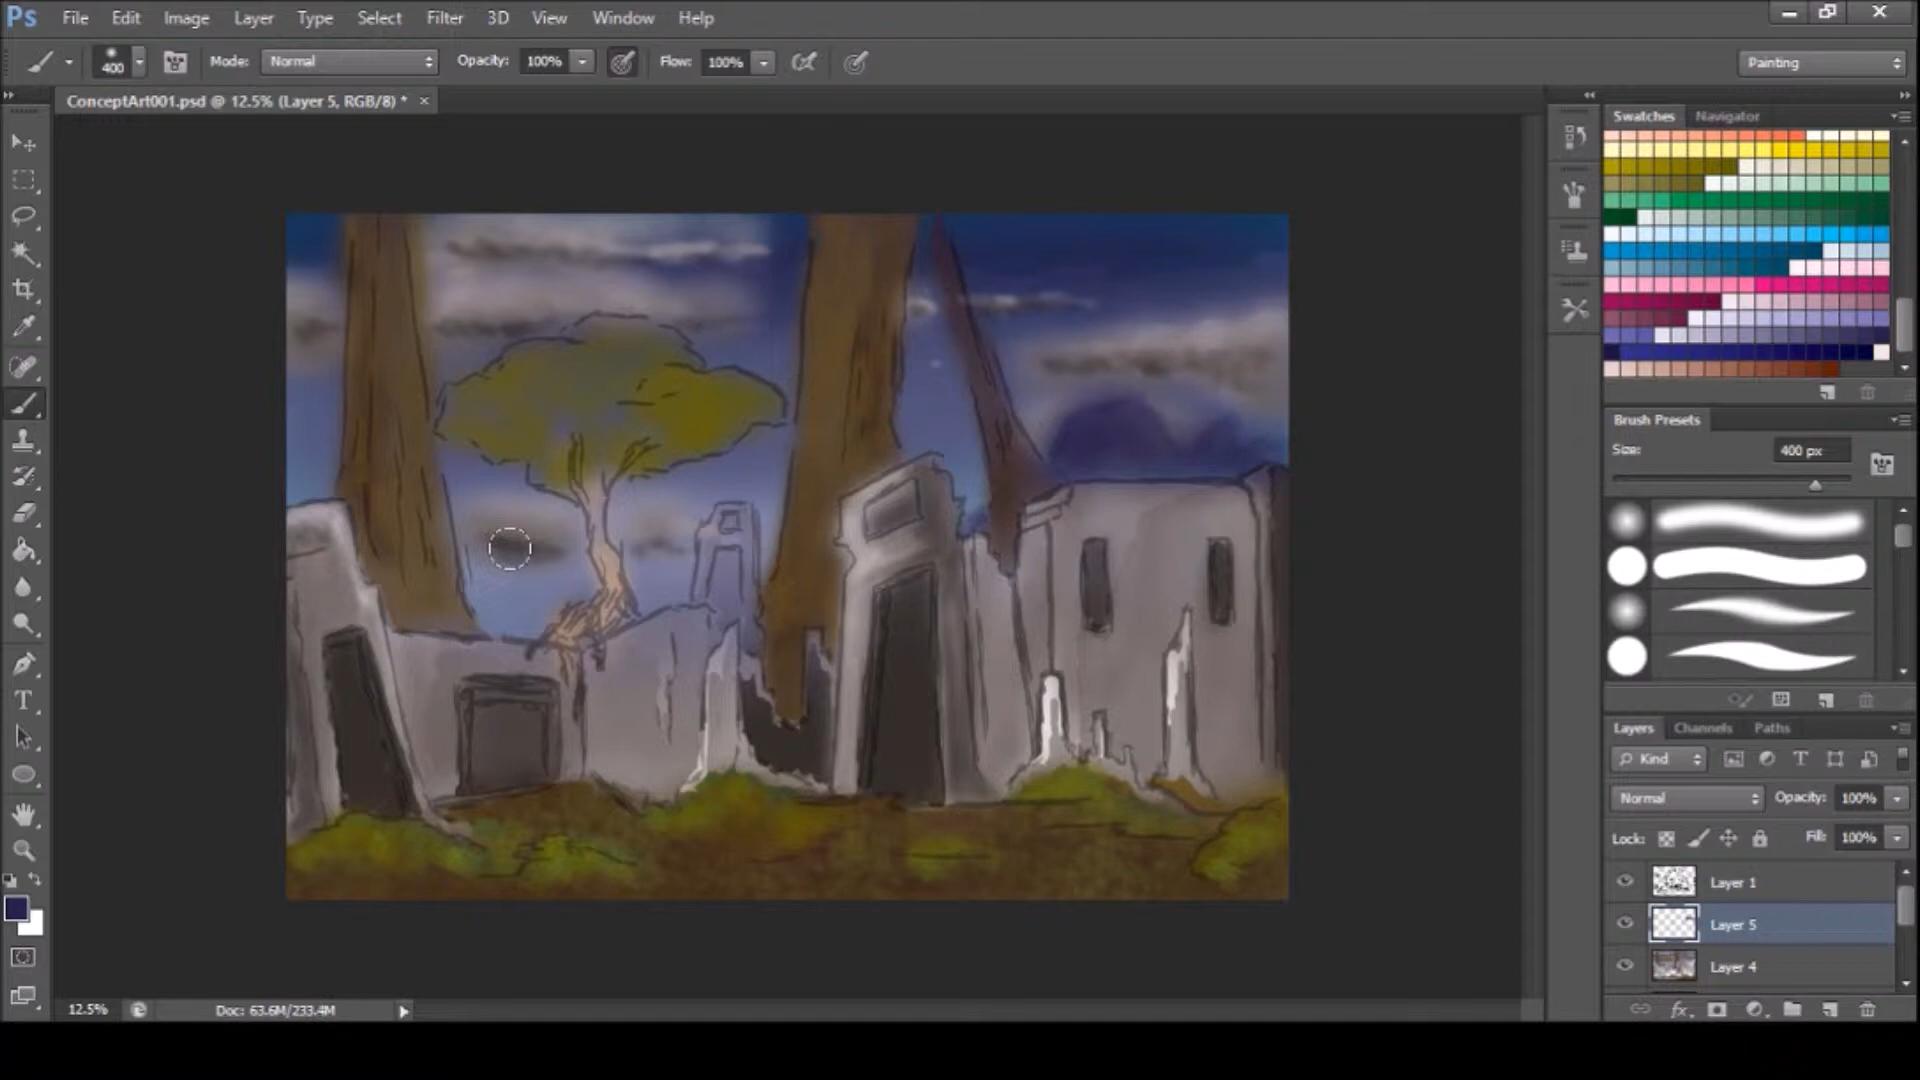 Ps File Edit Image Layer Type Select Filter 3D View Window Help
400 Mode: Normal Opacity: 100% Flow: 100% Painting
ConceptArt001.psd @ 12.5% (Layer 5, RGB/8) * ×
Swatches Navigator
Brush Presets
Size: 400 px
Layers Channels Paths
Kind
Normal Opacity: 100%
Lock: Fill: 100%
Layer 1
Layer 5
Layer 4
12.5% Doc: 63.6M/233.4M